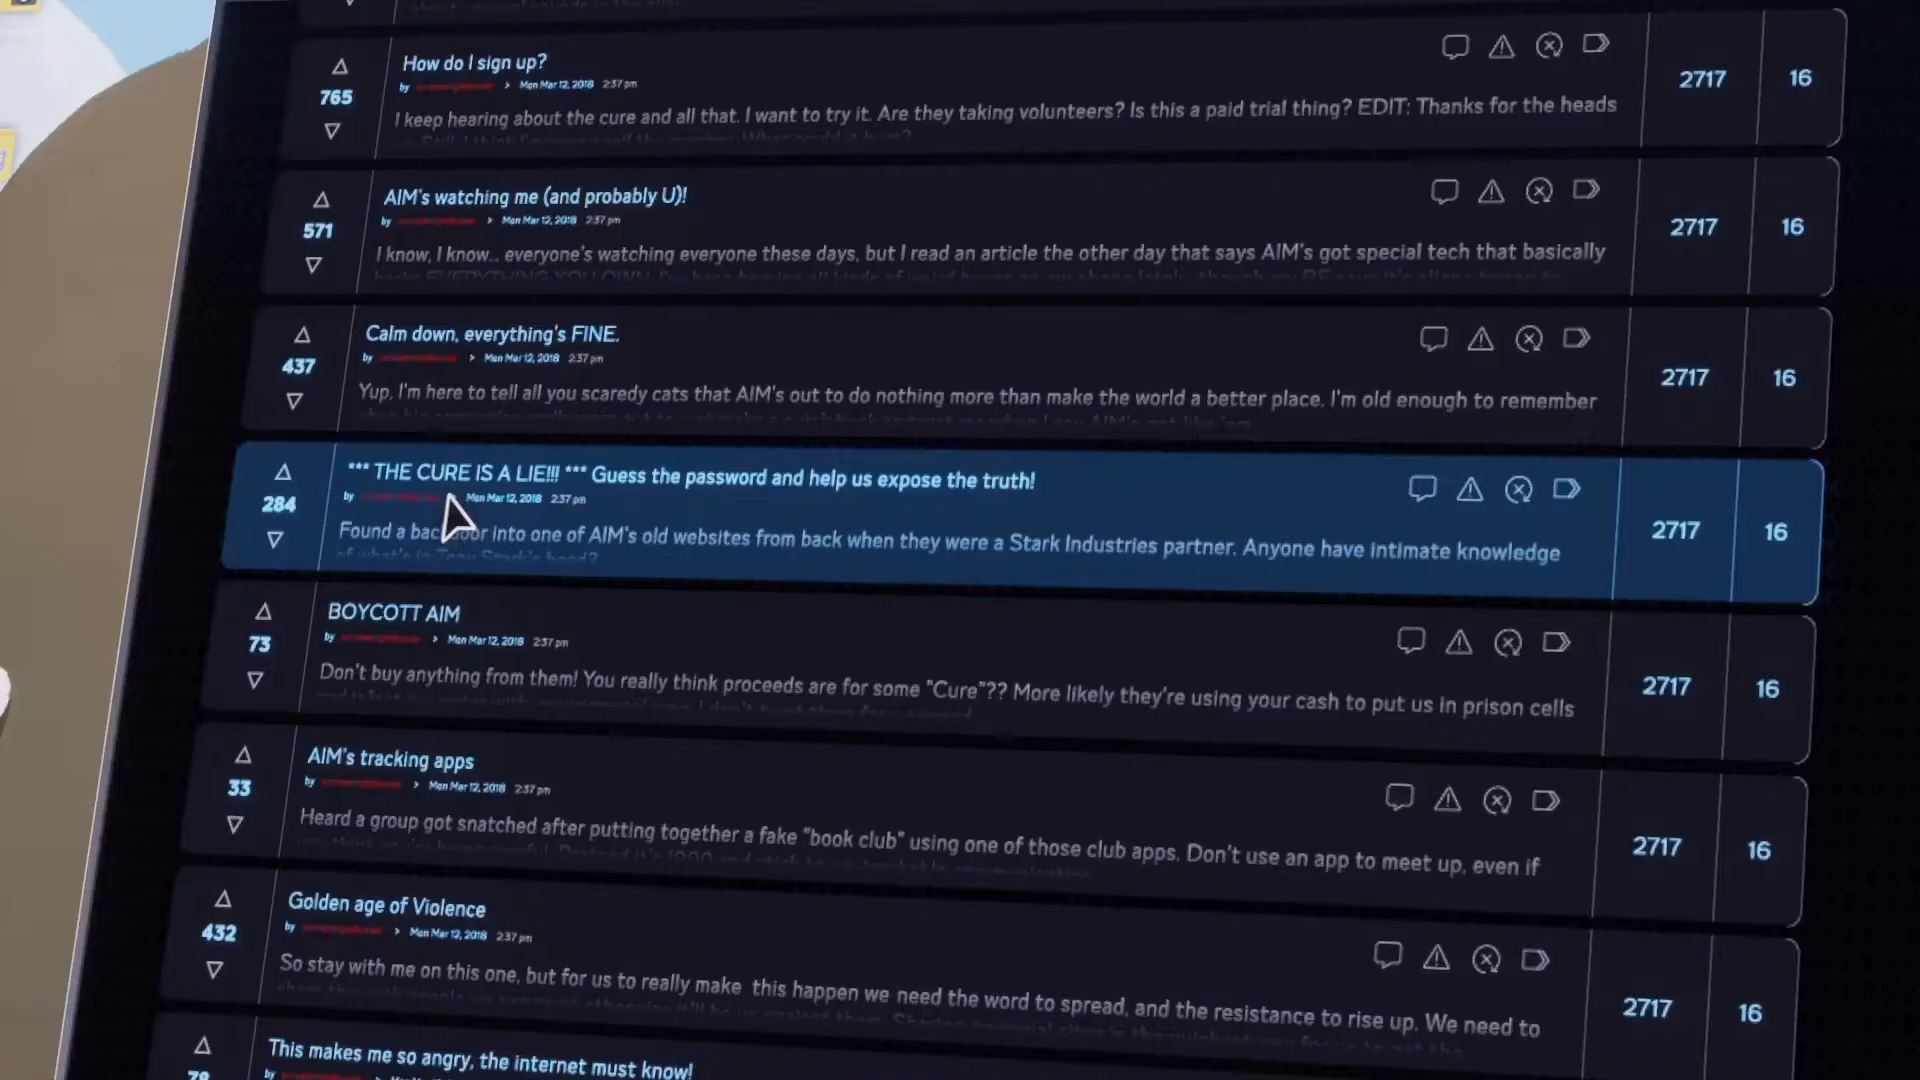 How do I sign up?
765
by
Mon Mar 12, 2018 2:37 pm
I keep hearing about the cure and all that. I want to try it. Are they taking volunteers? Is this a paid trial thing? EDIT: Thanks for the heads
2717
16
AIM's watching me (and probably U)!
571
by
Mon Mar 12, 2018 2:37 pm
I know, I know.. everyone's watching everyone these days, but I read an article the other day that says AIM's got special tech that basically
2717
16
Calm down, everything's FINE.
437
by
Mon Mar 12, 2018 2:37 pm
Yup. I'm here to tell all you scaredy cats that AIM's out to do nothing more than make the world a better place. I'm old enough to remember
2717
16
*** THE CURE IS A LIE!!! *** Guess the password and help us expose the truth!
284
by
Mon Mar 12, 2018 2:37 pm
Found a backdoor into one of AIM's old websites from back when they were a Stark Industries partner. Anyone have intimate knowledge
of what's in Tony Stark's head?
2717
16
BOYCOTT AIM
73
by
Mon Mar 12, 2018 2:37 pm
Don't buy anything from them! You really think proceeds are for some "Cure"?? More likely they're using your cash to put us in prison cells
2717
16
AIM's tracking apps
33
by
Mon Mar 12, 2018 2:37 pm
Heard a group got snatched after putting together a fake "book club" using one of those club apps. Don't use an app to meet up, even if
2717
16
Golden age of Violence
432
by
Mon Mar 12, 2018 2:37 pm
So stay with me on this one, but for us to really make this happen we need the word to spread, and the resistance to rise up. We need to
2717
16
This makes me so angry, the internet must know!
by